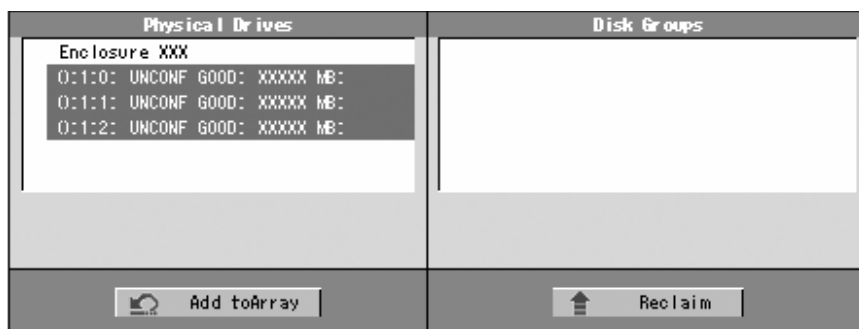 Physical Drives
Enclosure XXX
0:1:0: UNCONF GOOD: XXXXX MB:
0:1:1: UNCONF GOOD: XXXXX MB:
0:1:2: UNCONF GOOD: XXXXX MB:
Add toArray
Disk Groups
Reclaim